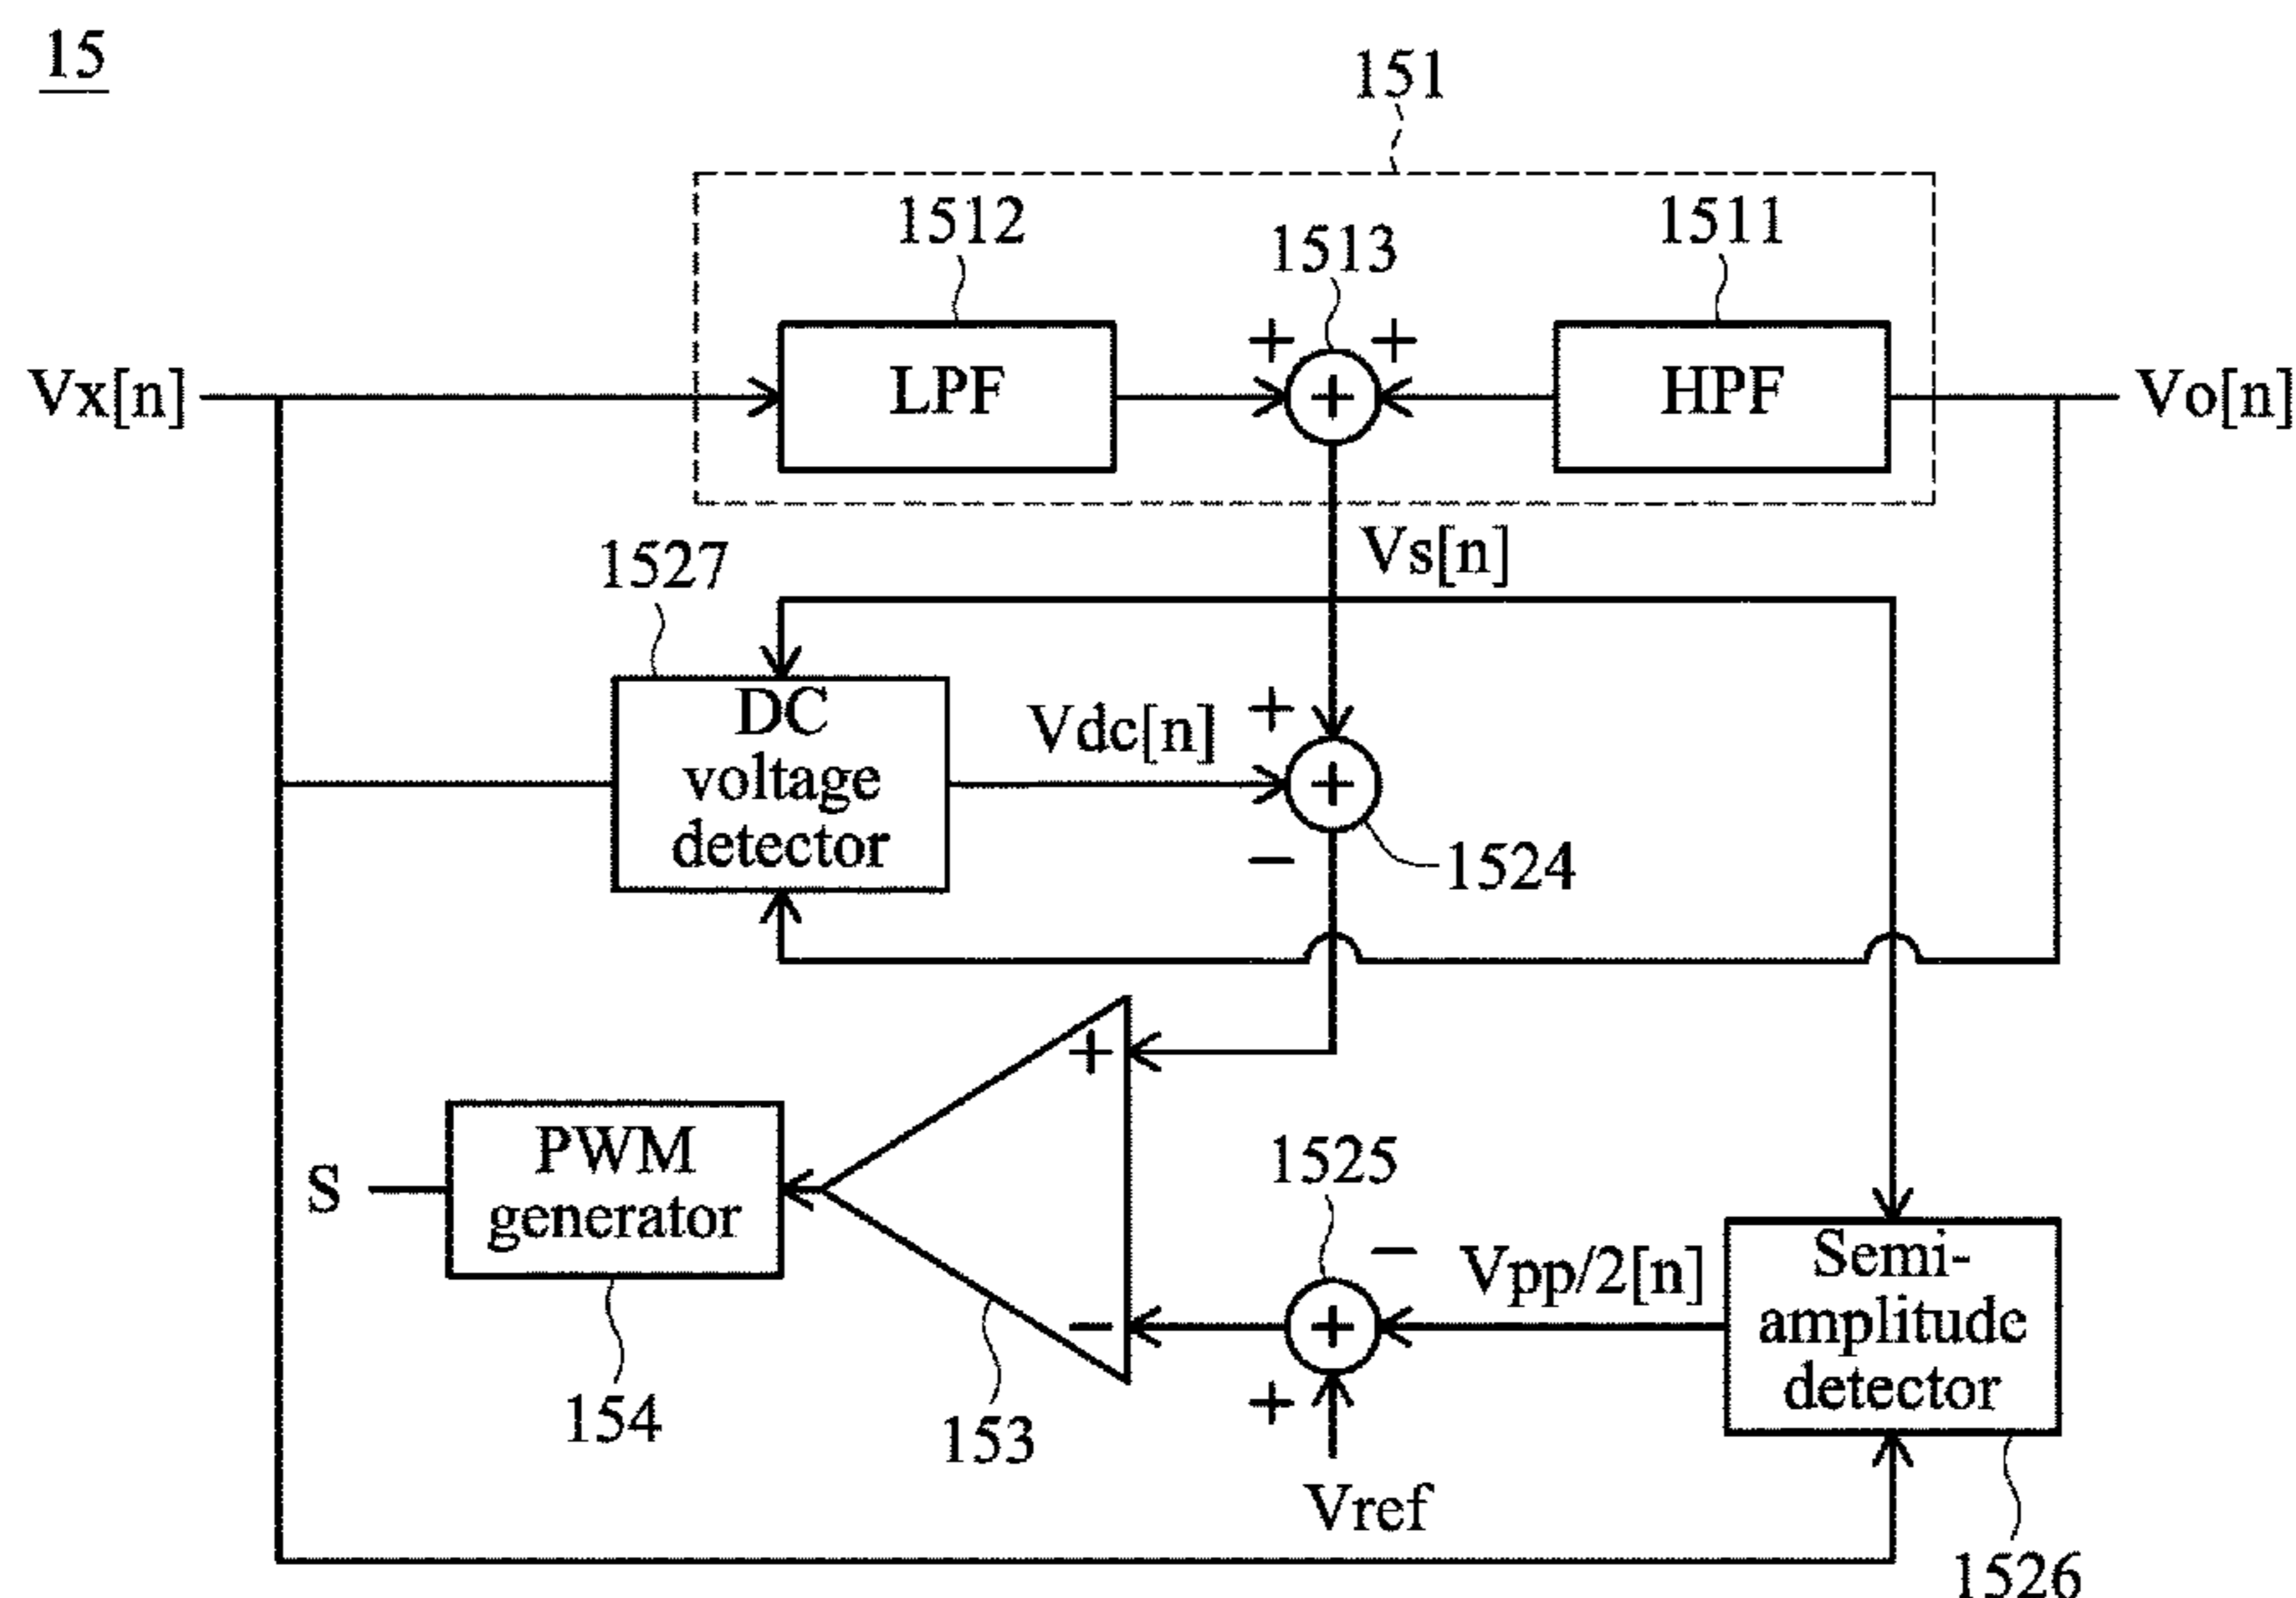 15
151
1512
1513
1511
+
+
Vx[n]
LPF
+
HPF
Vo[n]
Vs[n]
1527
DC
voltage
detector
Vdc[n]
+
+
−
1524
+
PWM
generator
S
154
−
153
1525
−
+
+
Vref
Vpp/2[n]
Semi-
amplitude
detector
1526